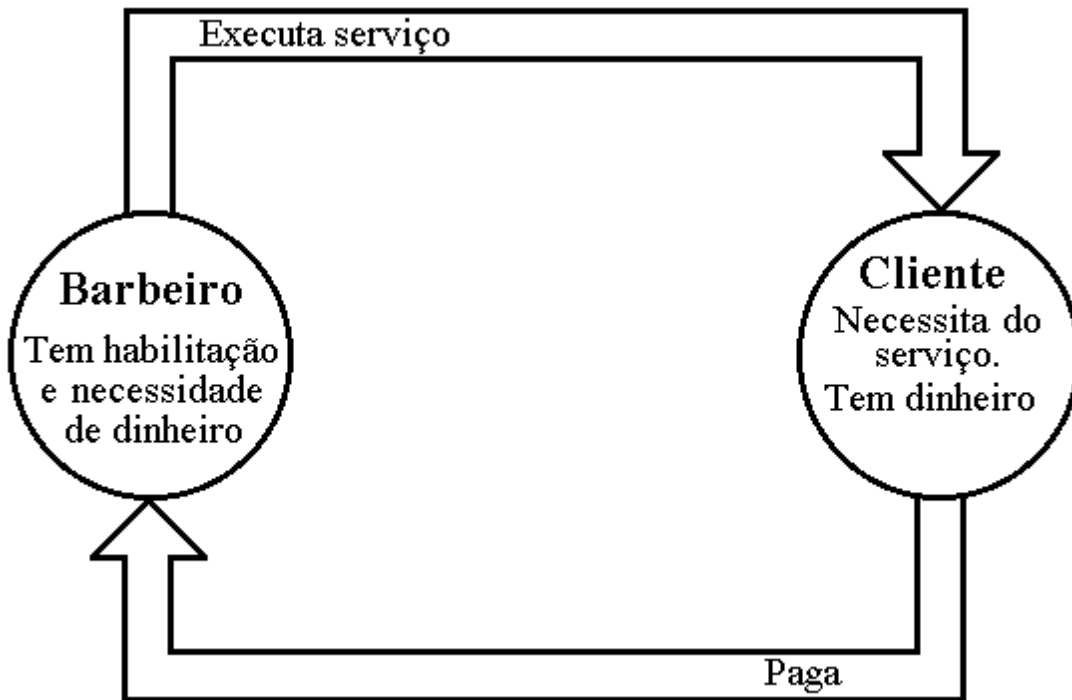 Executa serviço
Barbeiro
Tem habilitação
e necessidade
de dinheiro
Cliente
Necessita do
serviço.
Tem dinheiro
Paga